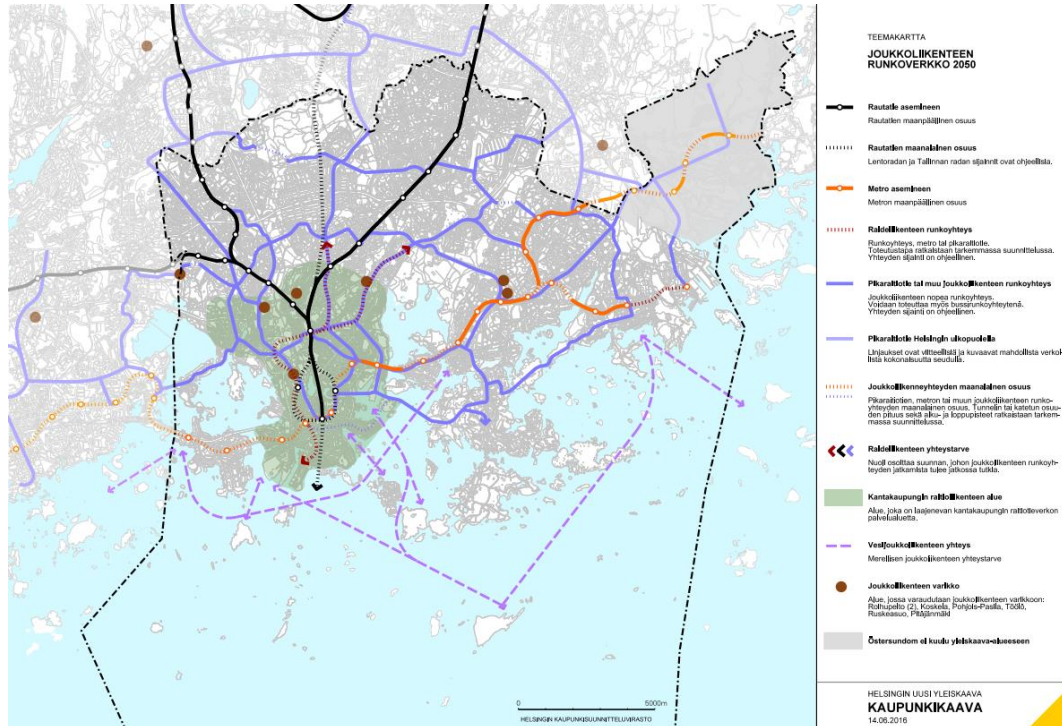 TEEMAKARTTA
JOUKKOLIIKENTEEN
RUNKOVERKKO 2050
Rautatie asemineen
Rautatien maanpäällinen osuus
Rautatien maanalainen osuus
Lentoradan ja Tallinnan radan sijainnit ovat ohjeellisia.
Metro asemineen
Metron maanpäällinen osuus
Raideliikenteen runkoyhteys
Runkoyhteys, metro tai pikaraitiotie.
Toteutustapa ratkaistaan tarkemmassa suunnittelussa.
Yhteyden sijainti on ohjeellinen.
Pikaraitiotie tai muu joukkoliikenteen runkoyhteys
Joukkoliikenteen nopea runkoyhteys.
Voidaan toteuttaa myös bussirunkoyhteytenä.
Yhteyden sijainti on ohjeellinen.
Pikaraitiotie Helsingin ulkopuolella
Linjaukset ovat viitteellisiä ja kuvaavat mahdollista verkol-
lista kokonaisuutta seudulla.
Joukkoliikenneyhteyden maanalainen osuus
Pikaraitiotien, metron tai muun joukkoliikenteen runko-
yhteyden maanalainen osuus. Tunnelin tai katetun osuu-
den pituus sekä alku- ja loppupisteet ratkaistaan tarkem-
massa suunnittelussa.
Raideliikenteen yhteystarve
Nuoli osoittaa suunnan, johon joukkoliikenteen runkoyh-
teyden jatkamista tulee jatkossa tutkia.
Kantakaupungin raitioliikenteen alue
Alue, joka on laajenevan kantakaupungin raitiotieverkon
palvelualuetta.
Vesijoukkoliikenteen yhteys
Merellisen joukkoliikenteen yhteystarve
Joukkoliikenteen varikko
Alue, jossa varaudutaan joukkoliikenteen varikkoon:
Roihupelto (2), Koskela, Pohjois-Pasila, Töölö,
Ruskeasuo, Pitäjänmäki
Östersundom ei kuulu yleiskaava-alueeseen
0 5000m
HELSINGIN KAUPUNKISUUNNITTELUVIRASTO
HELSINGIN UUSI YLEISKAAVA
KAUPUNKIKAAVA
14.06.2016